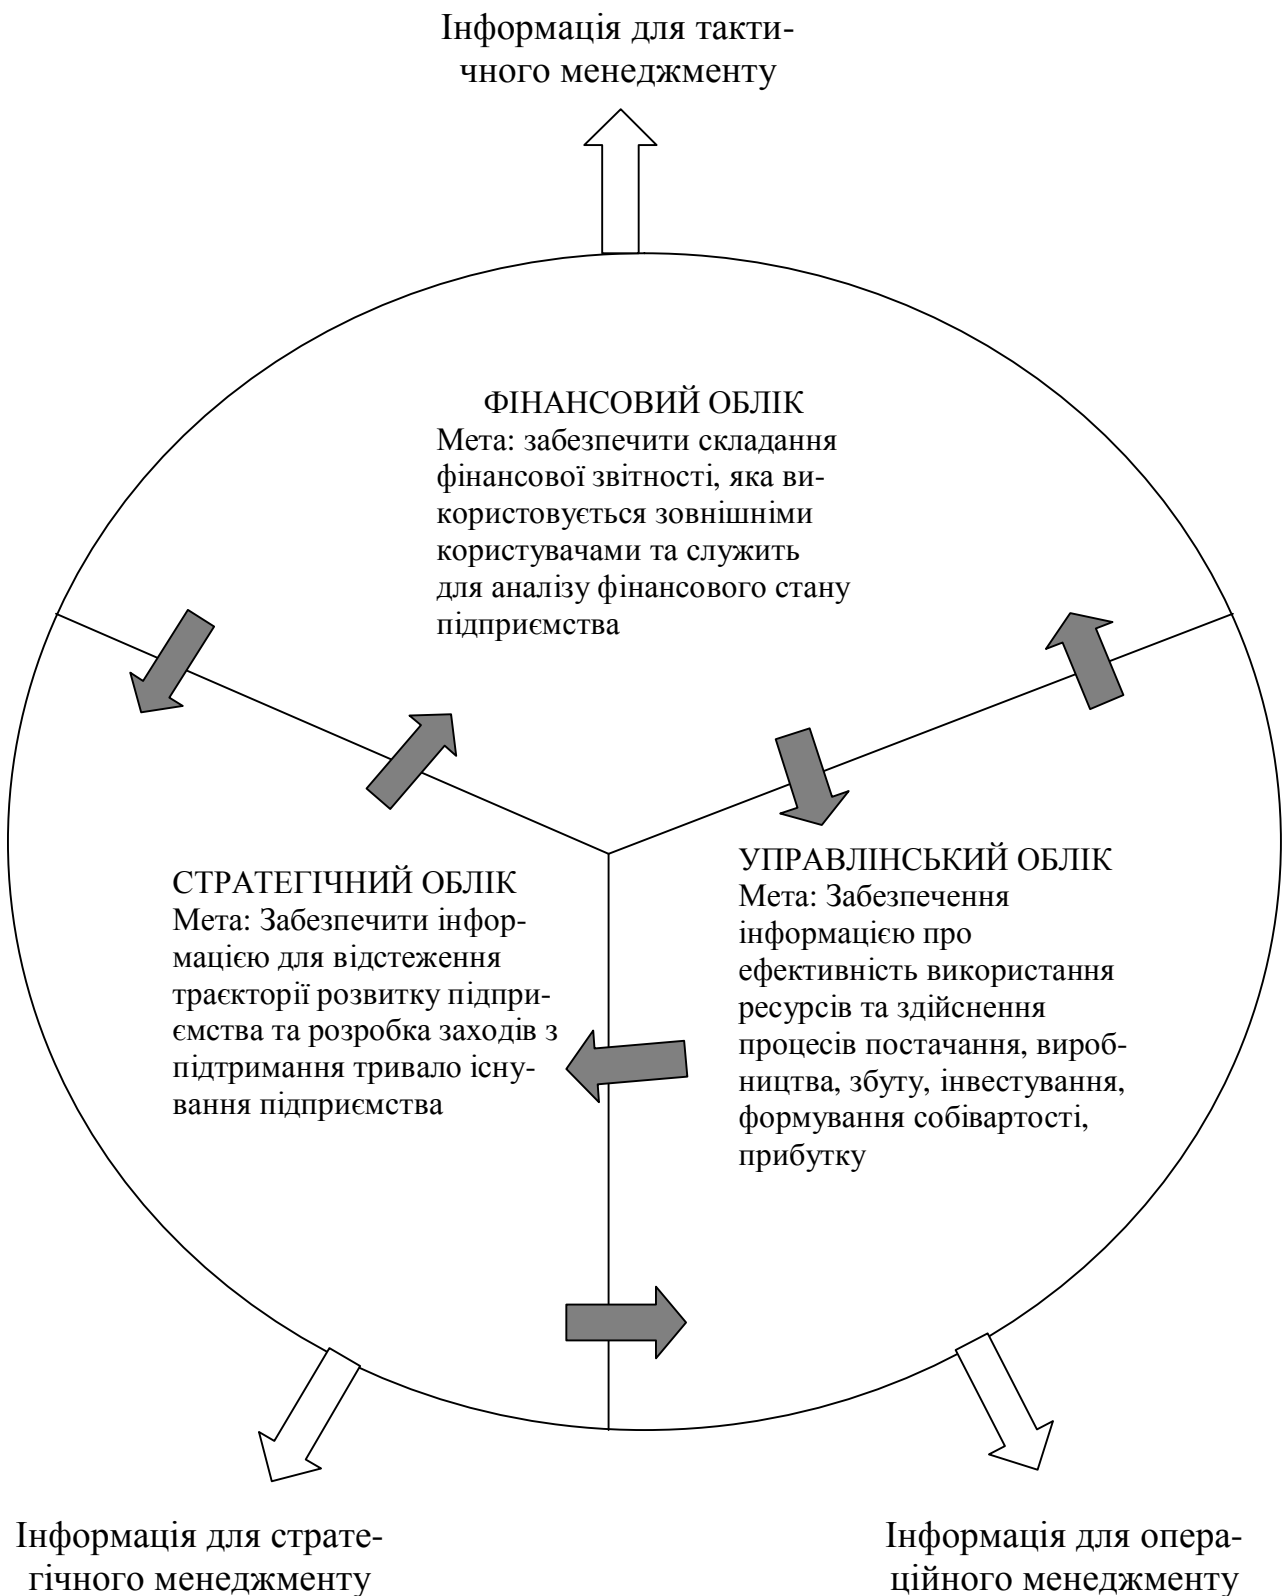 Інформація для такти-
чного менеджменту
ФІНАНСОВИЙ ОБЛІК
Мета: забезпечити складання
фінансової звітності, яка ви-
користовується зовнішніми
користувачами та служить
для аналізу фінансового стану
підприємства
СТРАТЕГІЧНИЙ ОБЛІК
Мета: Забезпечити інфор-
мацією для відстеження
траєкторії розвитку підпри-
ємства та розробка заходів з
підтримання тривало існу-
вання підприємства
УПРАВЛІНСЬКИЙ ОБЛІК
Мета: Забезпечення
інформацією про
ефективність використання
ресурсів та здійснення
процесів постачання, вироб-
ництва, збуту, інвестування,
формування собівартості,
прибутку
Інформація для страте-
гічного менеджменту
Інформація для опера-
ційного менеджменту